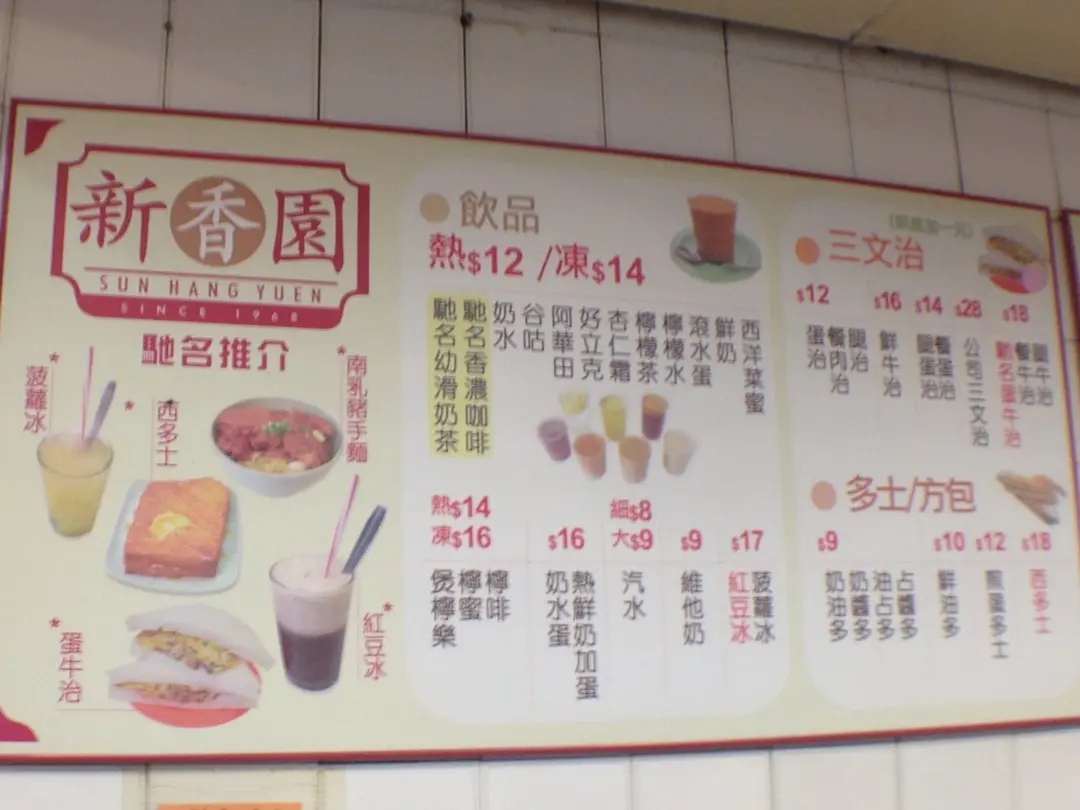 新香園
SUN HANG YUEN
SINCE 1968
馳名推介
菠蘿冰
西多士
南乳豬手麵
蛋牛治
紅豆冰
飲品
熱$12 /凍$14
馳名幼滑奶茶
馳名香濃咖啡
奶水
谷咕
阿華田
好立克
杏仁霜
檸檬茶
檸檬水
滾水蛋
鮮奶
西洋菜蜜
熱$14
凍$16
煲檸樂
檸蜜
檸啡
$16
奶水蛋
熱鮮奶加蛋
細$8
大$9
汽水
$9
維他奶
$17
紅豆冰
菠蘿冰
三文治
(烘底加一元)
$12
蛋治
餐肉治
腿治
$16
鮮牛治
$14
腿蛋治
餐蛋治
$28
公司三文治
$18
馳名蛋牛治
餐牛治
腿牛治
多士/方包
$9
奶油多
奶醬多
油占多
占醬多
$10
鮮油多
$12
蛋多士
$18
西多士